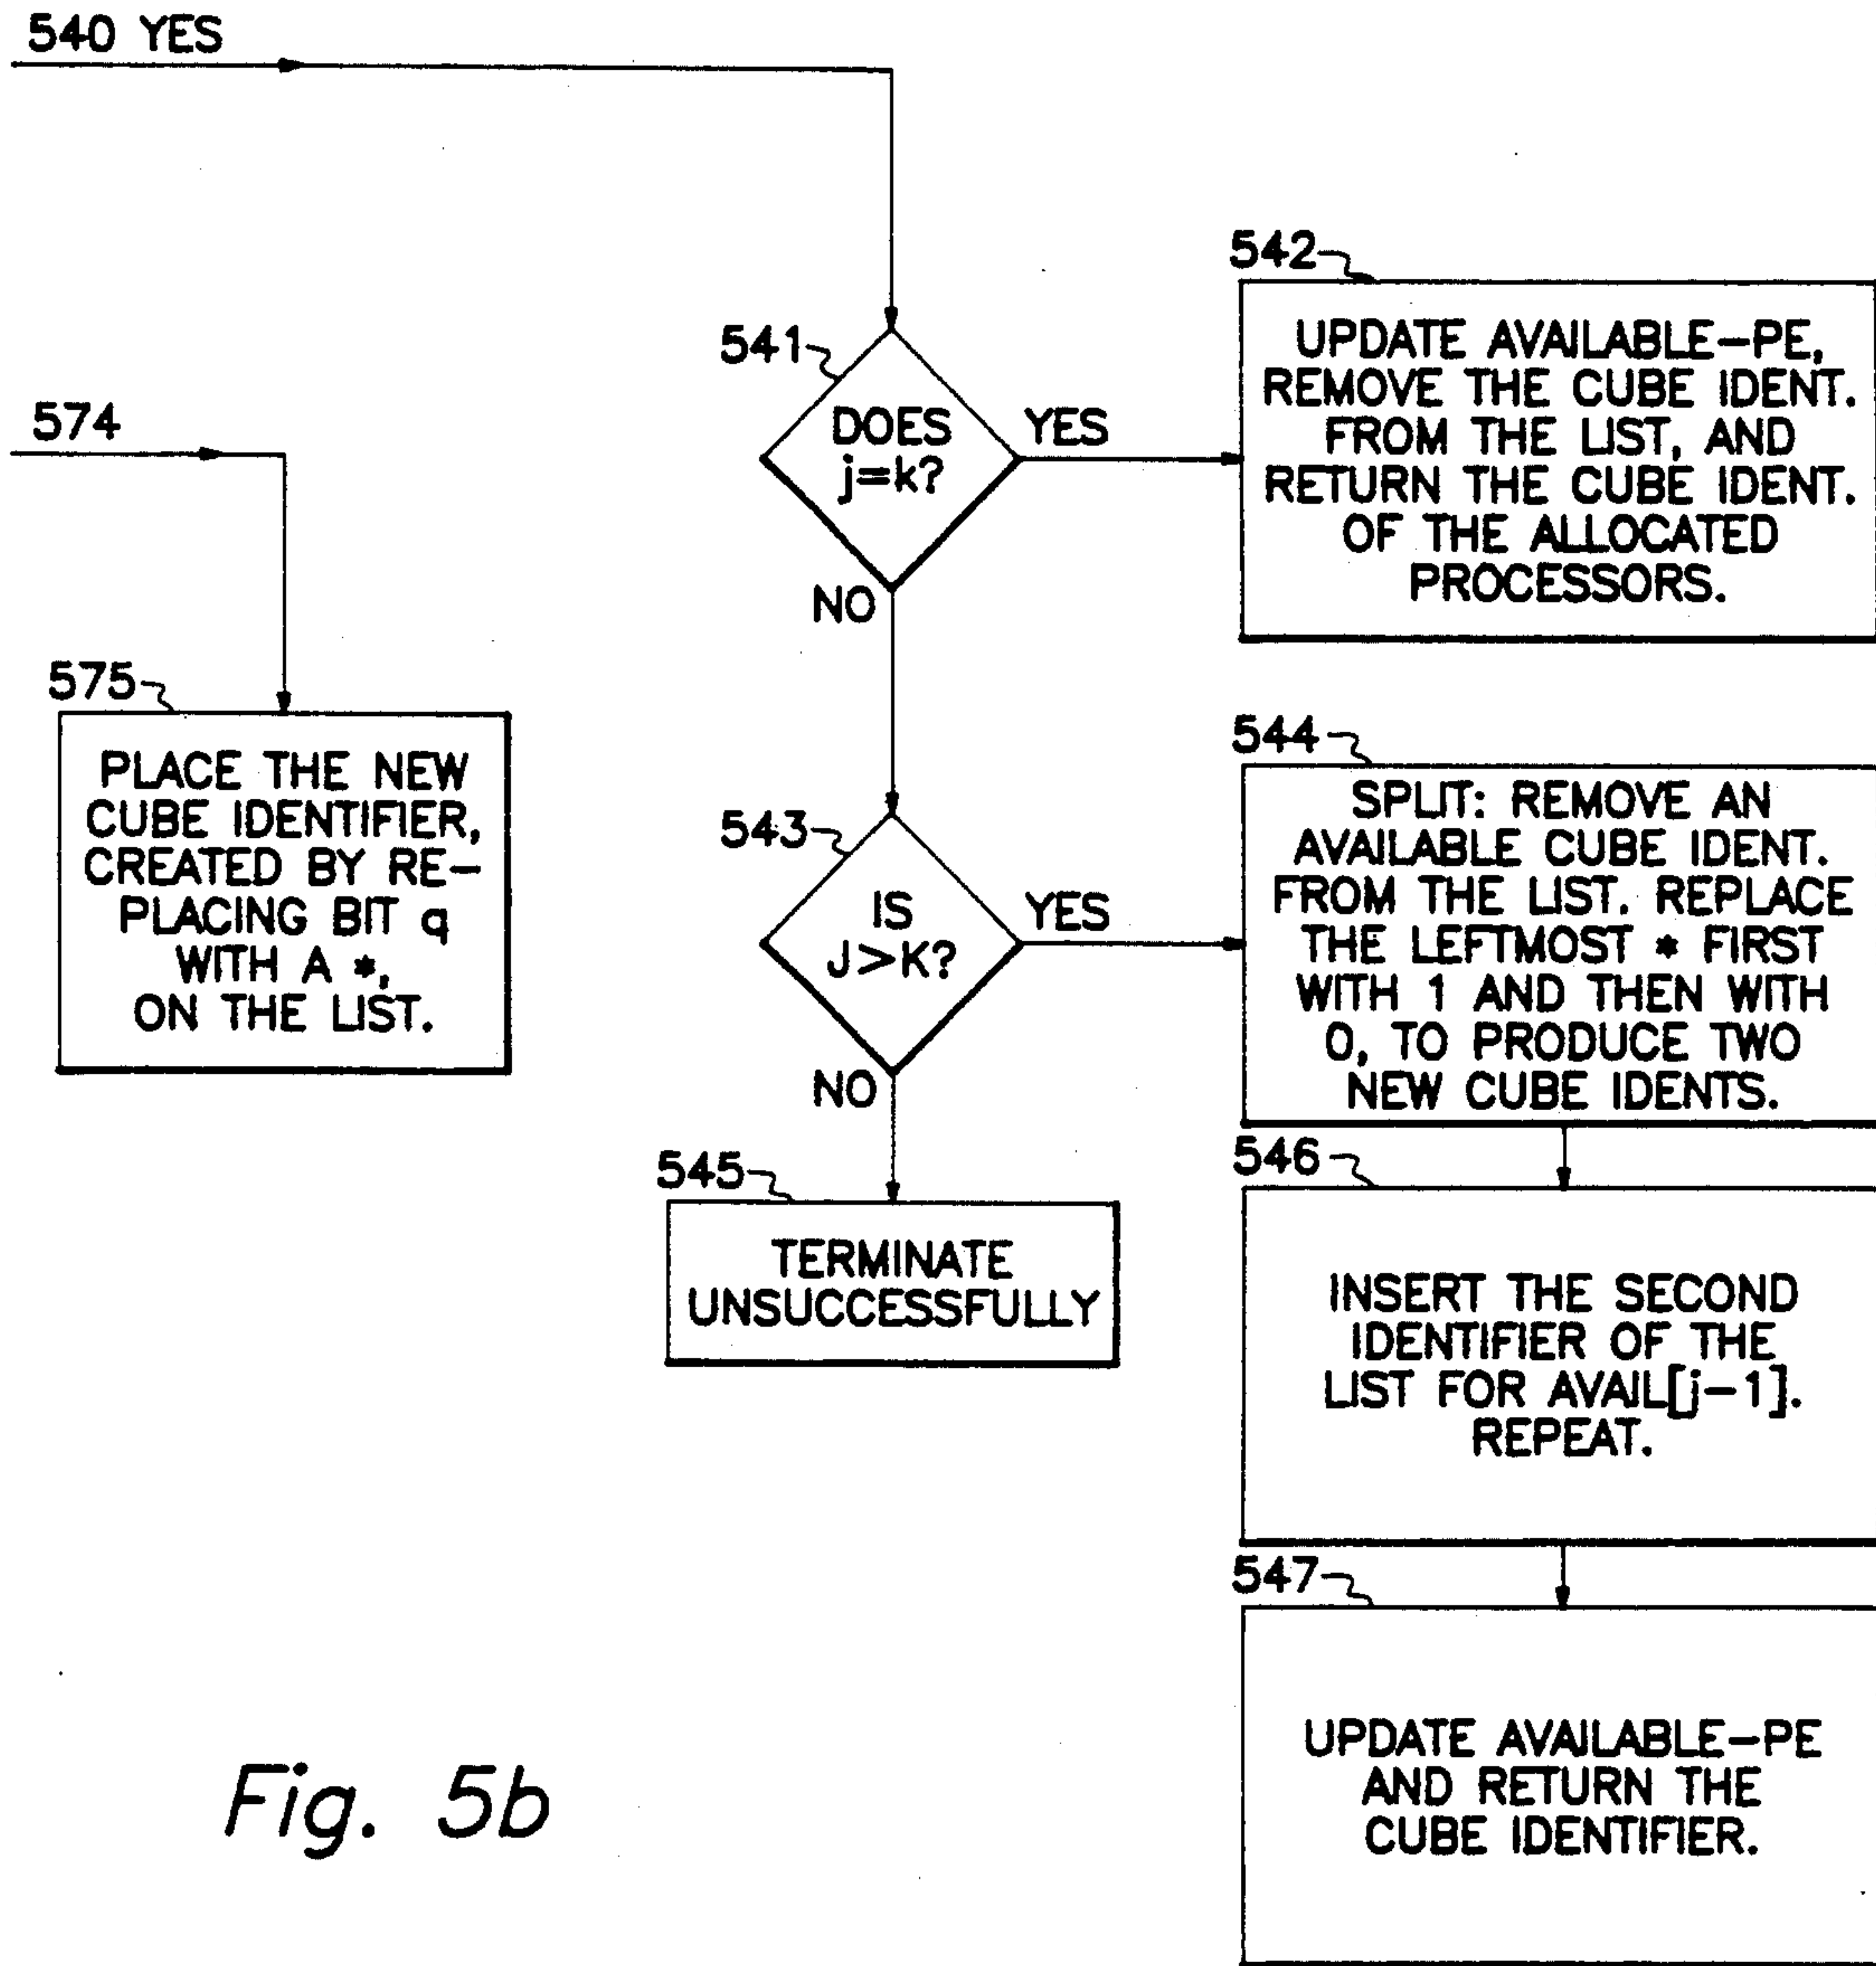 540 YES
541
DOES
j=k?
YES
NO
542
UPDATE AVAILABLE-PE,
REMOVE THE CUBE IDENT.
FROM THE LIST, AND
RETURN THE CUBE IDENT.
OF THE ALLOCATED
PROCESSORS.
574
575
PLACE THE NEW
CUBE IDENTIFIER,
CREATED BY RE-
PLACING BIT q
WITH A *,
ON THE LIST.
543
IS
J>K?
YES
NO
544
SPLIT: REMOVE AN
AVAILABLE CUBE IDENT.
FROM THE LIST. REPLACE
THE LEFTMOST * FIRST
WITH 1 AND THEN WITH
0, TO PRODUCE TWO
NEW CUBE IDENTS.
545
TERMINATE
UNSUCCESSFULLY
546
INSERT THE SECOND
IDENTIFIER OF THE
LIST FOR AVAIL[j-1].
REPEAT.
547
UPDATE AVAILABLE-PE
AND RETURN THE
CUBE IDENTIFIER.
Fig. 5b